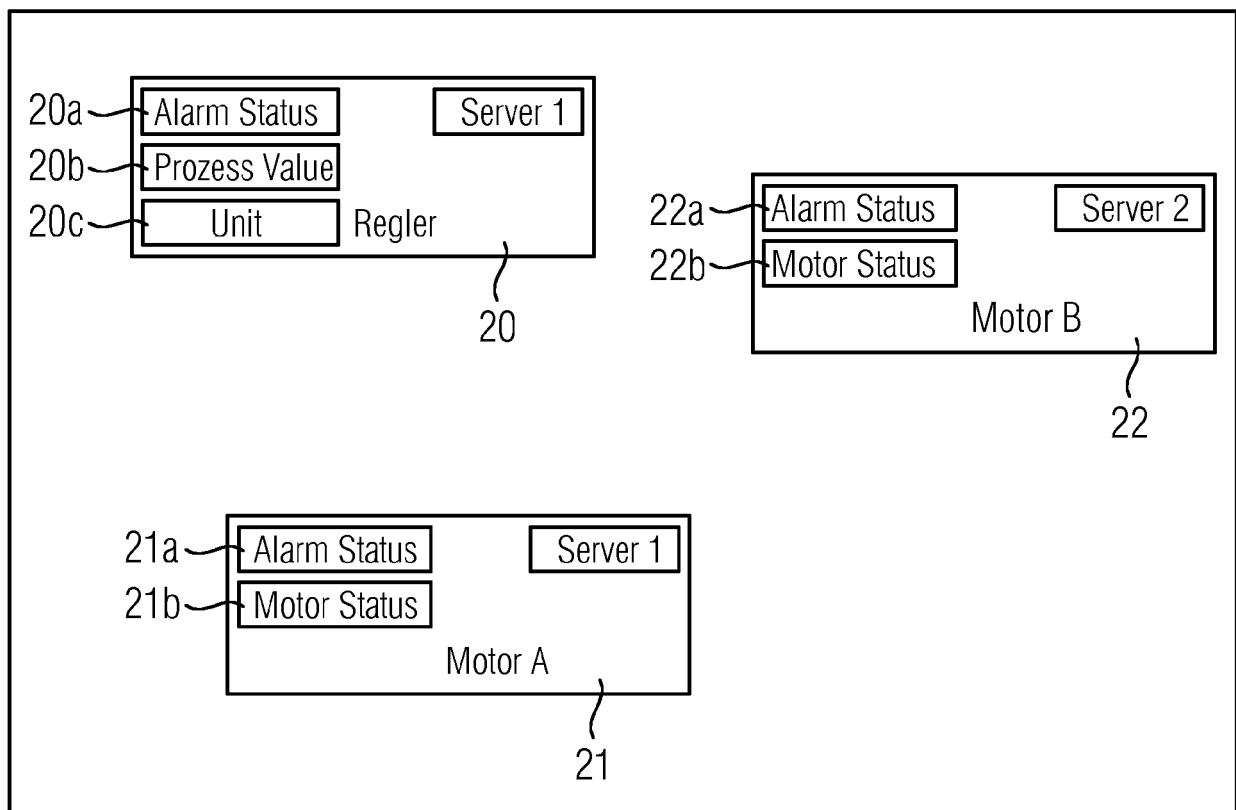 20a Alarm Status Server 1
20b Prozess Value
20c Unit Regler
20
22a Alarm Status Server 2
22b Motor Status
Motor B
22
21a Alarm Status Server 1
21b Motor Status
Motor A
21